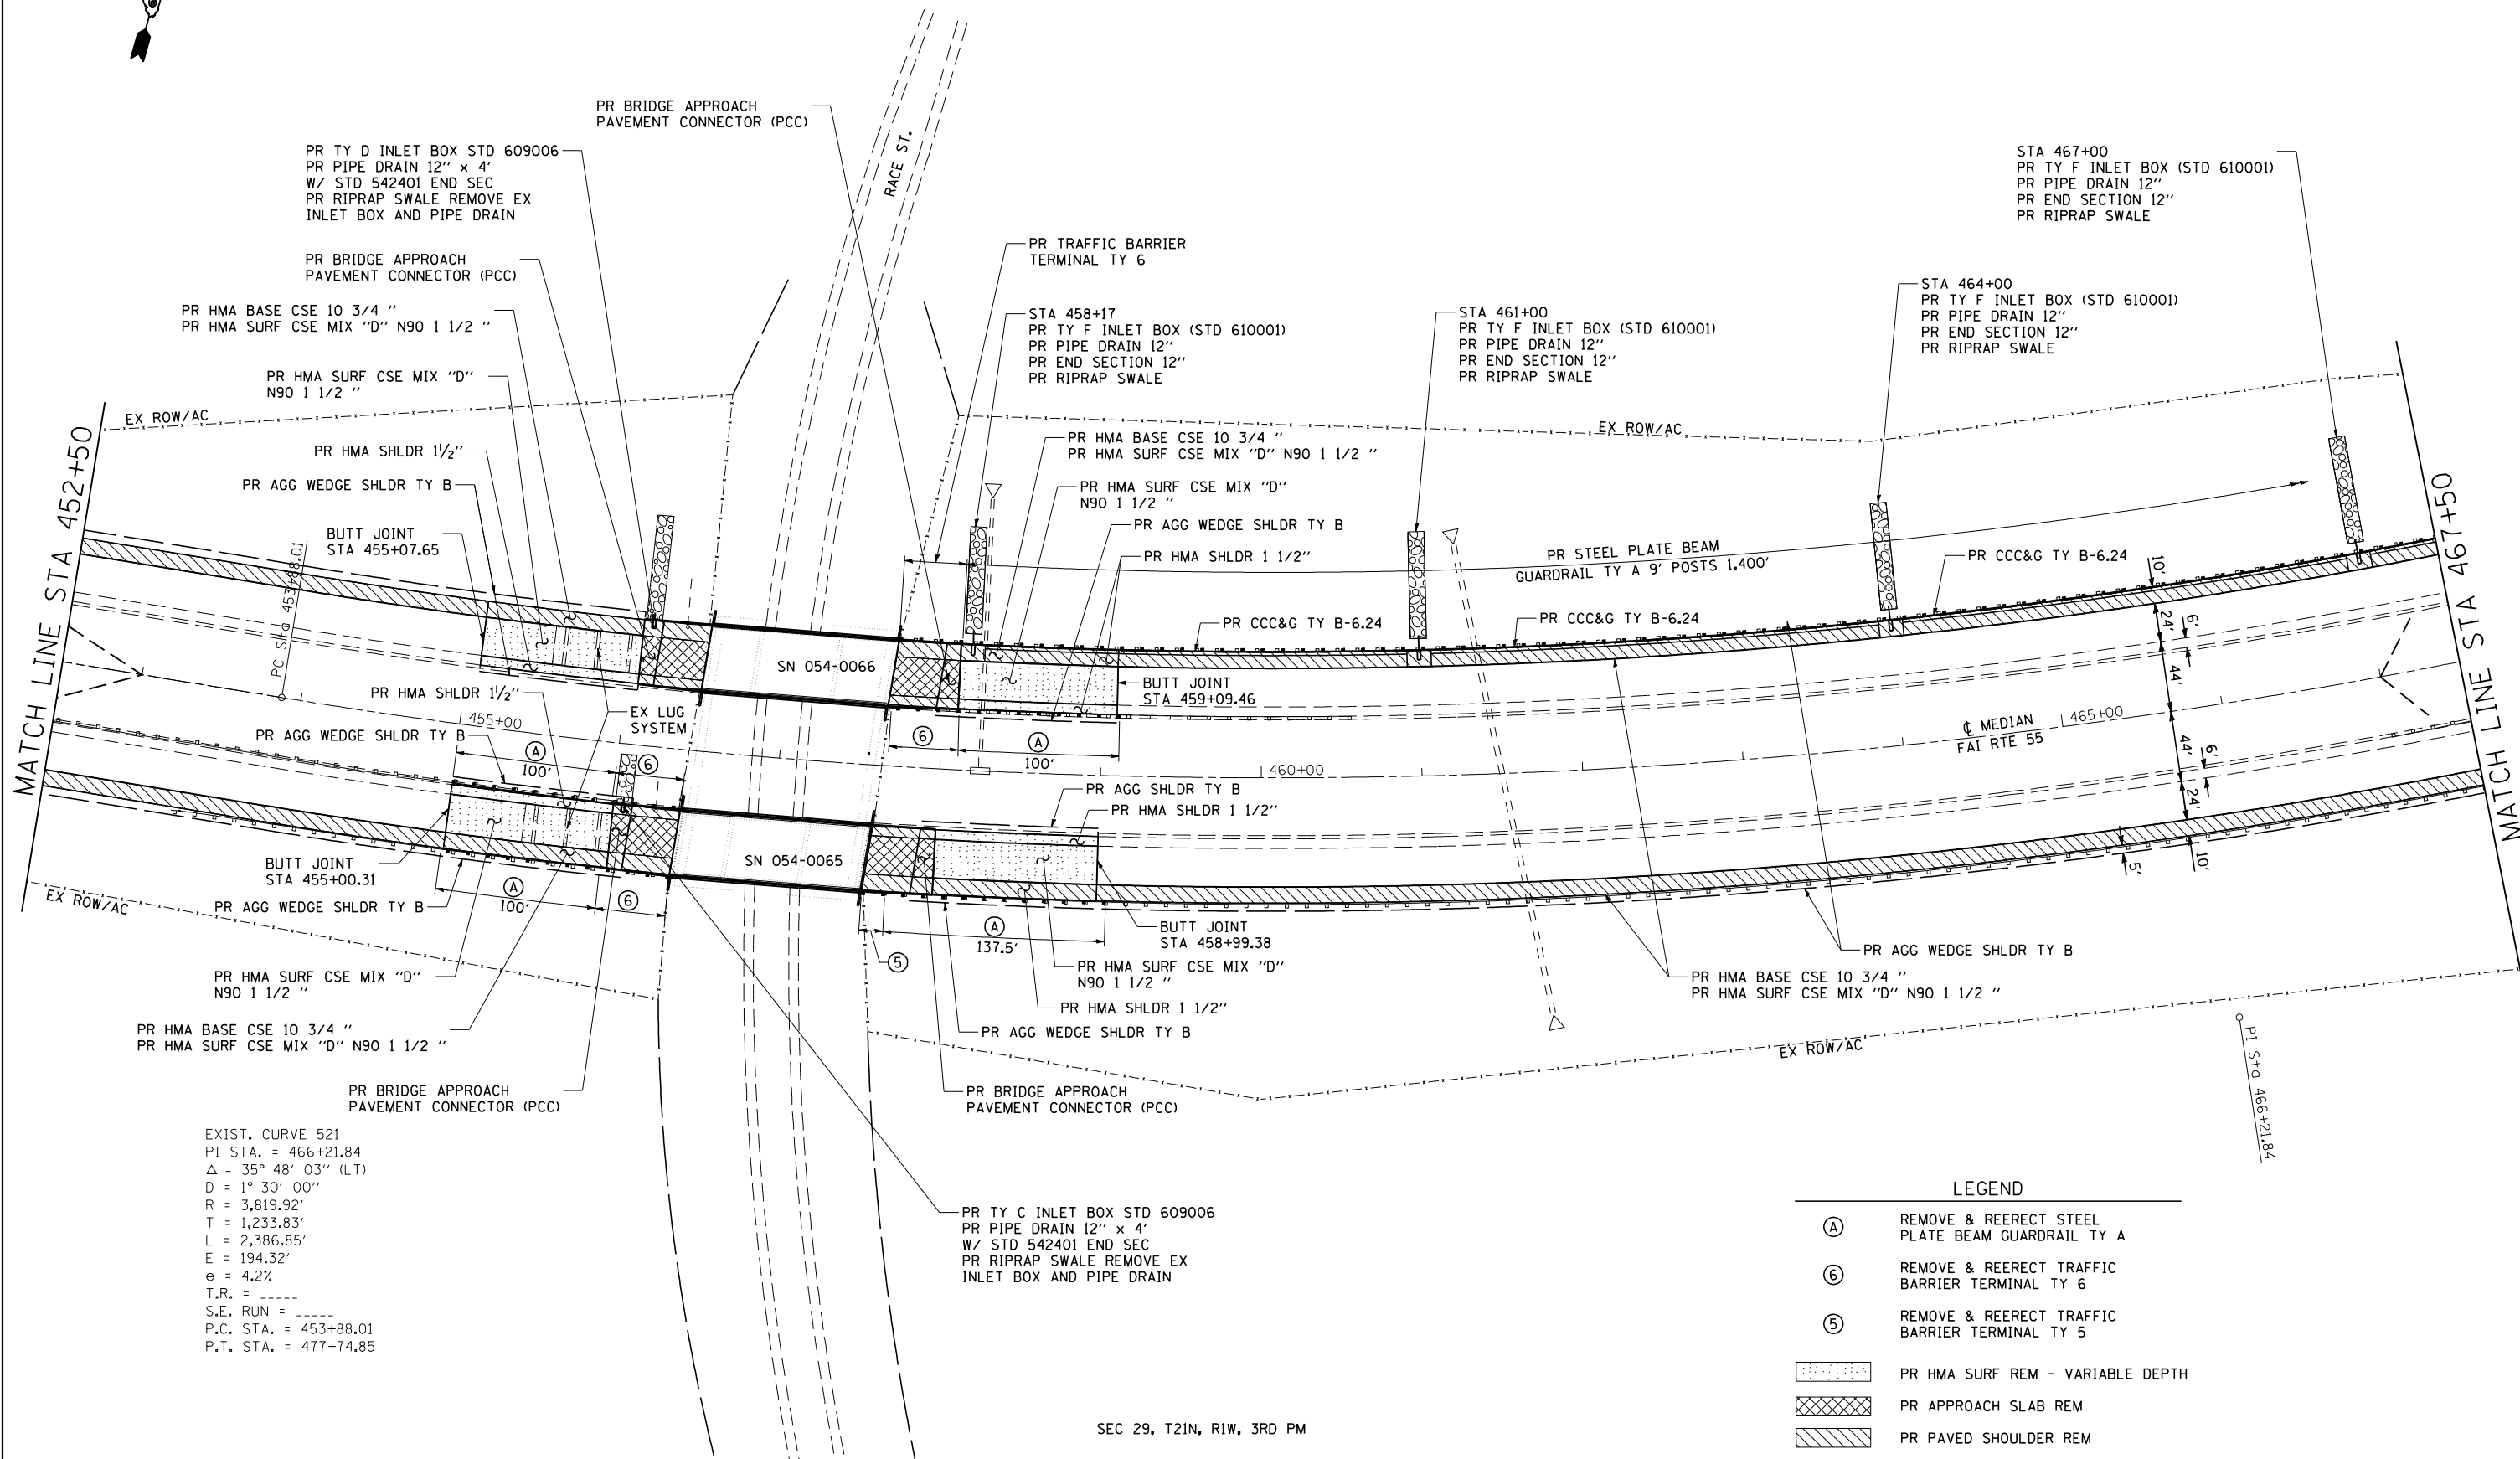 PR BRIDGE APPROACH
PAVEMENT CONNECTOR (PCC)
PR TY D INLET BOX STD 609006
PR PIPE DRAIN 12" x 4'
W/ STD 542401 END SEC
PR RIPRAP SWALE REMOVE EX
INLET BOX AND PIPE DRAIN
PR BRIDGE APPROACH
PAVEMENT CONNECTOR (PCC)
PR HMA BASE CSE 10 3/4 "
PR HMA SURF CSE MIX "D" N90 1 1/2 "
PR HMA SURF CSE MIX "D"
N90 1 1/2 "
EX ROW/AC
PR HMA SHLDR 1½"
PR AGG WEDGE SHLDR TY B
BUTT JOINT
STA 455+07.65
MATCH LINE STA 452+50
PC Sta 453+88.01
RACE ST.
PR TRAFFIC BARRIER
TERMINAL TY 6
STA 458+17
PR TY F INLET BOX (STD 610001)
PR PIPE DRAIN 12"
PR END SECTION 12"
PR RIPRAP SWALE
STA 461+00
PR TY F INLET BOX (STD 610001)
PR PIPE DRAIN 12"
PR END SECTION 12"
PR RIPRAP SWALE
STA 464+00
PR TY F INLET BOX (STD 610001)
PR PIPE DRAIN 12"
PR END SECTION 12"
PR RIPRAP SWALE
STA 467+00
PR TY F INLET BOX (STD 610001)
PR PIPE DRAIN 12"
PR END SECTION 12"
PR RIPRAP SWALE
EX ROW/AC
PR HMA BASE CSE 10 3/4 "
PR HMA SURF CSE MIX "D" N90 1 1/2 "
PR HMA SURF CSE MIX "D"
N90 1 1/2 "
PR AGG WEDGE SHLDR TY B
PR HMA SHLDR 1 1/2"
PR STEEL PLATE BEAM
GUARDRAIL TY A 9' POSTS 1,400'
PR CCC&G TY B-6.24
PR CCC&G TY B-6.24
PR CCC&G TY B-6.24
10'
24'
6'
44'
44'
6'
24'
10'
5'
MATCH LINE STA 467+50
SN 054-0066
BUTT JOINT
STA 459+09.46
PR HMA SHLDR 1½"
EX LUG
SYSTEM
455+00
PR AGG WEDGE SHLDR TY B
A
100'
6
6
A
100'
460+00
℄ MEDIAN
FAI RTE 55
465+00
PR AGG SHLDR TY B
PR HMA SHLDR 1 1/2"
SN 054-0065
BUTT JOINT
STA 455+00.31
PR AGG WEDGE SHLDR TY B
A
100'
6
EX ROW/AC
5
A
137.5'
BUTT JOINT
STA 458+99.38
PR HMA SURF CSE MIX "D"
N90 1 1/2 "
PR HMA SHLDR 1 1/2"
PR AGG WEDGE SHLDR TY B
PR AGG WEDGE SHLDR TY B
PR HMA BASE CSE 10 3/4 "
PR HMA SURF CSE MIX "D" N90 1 1/2 "
EX ROW/AC
PI Sta 466+21.84
PR HMA SURF CSE MIX "D"
N90 1 1/2 "
PR HMA BASE CSE 10 3/4 "
PR HMA SURF CSE MIX "D" N90 1 1/2 "
PR BRIDGE APPROACH
PAVEMENT CONNECTOR (PCC)
PR BRIDGE APPROACH
PAVEMENT CONNECTOR (PCC)
EXIST. CURVE 521
PI STA. = 466+21.84
Δ = 35° 48' 03" (LT)
D = 1° 30' 00"
R = 3,819.92'
T = 1,233.83'
L = 2,386.85'
E = 194.32'
e = 4.2%
T.R. = _____
S.E. RUN = _____
P.C. STA. = 453+88.01
P.T. STA. = 477+74.85
PR TY C INLET BOX STD 609006
PR PIPE DRAIN 12" x 4'
W/ STD 542401 END SEC
PR RIPRAP SWALE REMOVE EX
INLET BOX AND PIPE DRAIN
SEC 29, T21N, R1W, 3RD PM
LEGEND
A REMOVE & REERECT STEEL
PLATE BEAM GUARDRAIL TY A
6 REMOVE & REERECT TRAFFIC
BARRIER TERMINAL TY 6
5 REMOVE & REERECT TRAFFIC
BARRIER TERMINAL TY 5
PR HMA SURF REM - VARIABLE DEPTH
PR APPROACH SLAB REM
PR PAVED SHOULDER REM